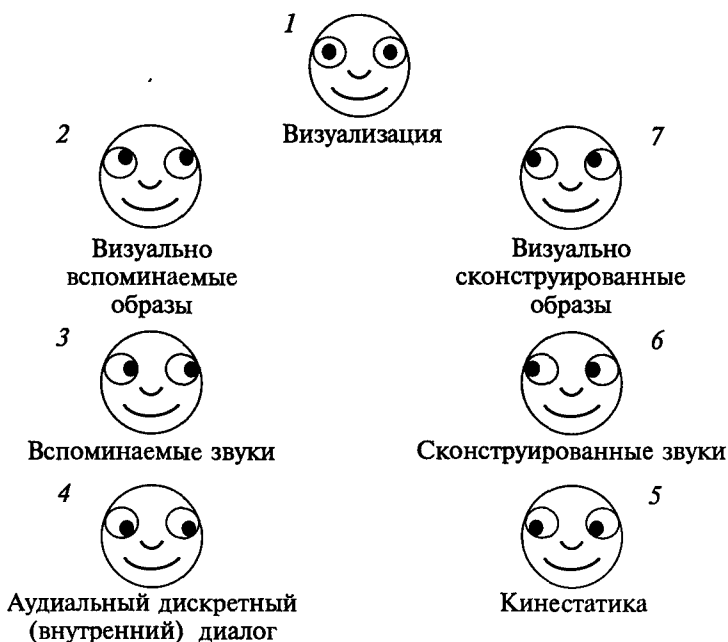 1
Визуализация
2
Визуально
вспоминаемые
образы
7
Визуально
сконструированные
образы
3
Вспоминаемые звуки
6
Сконструированные звуки
4
Аудиальный дискретный
(внутренний) диалог
5
Кинестатика